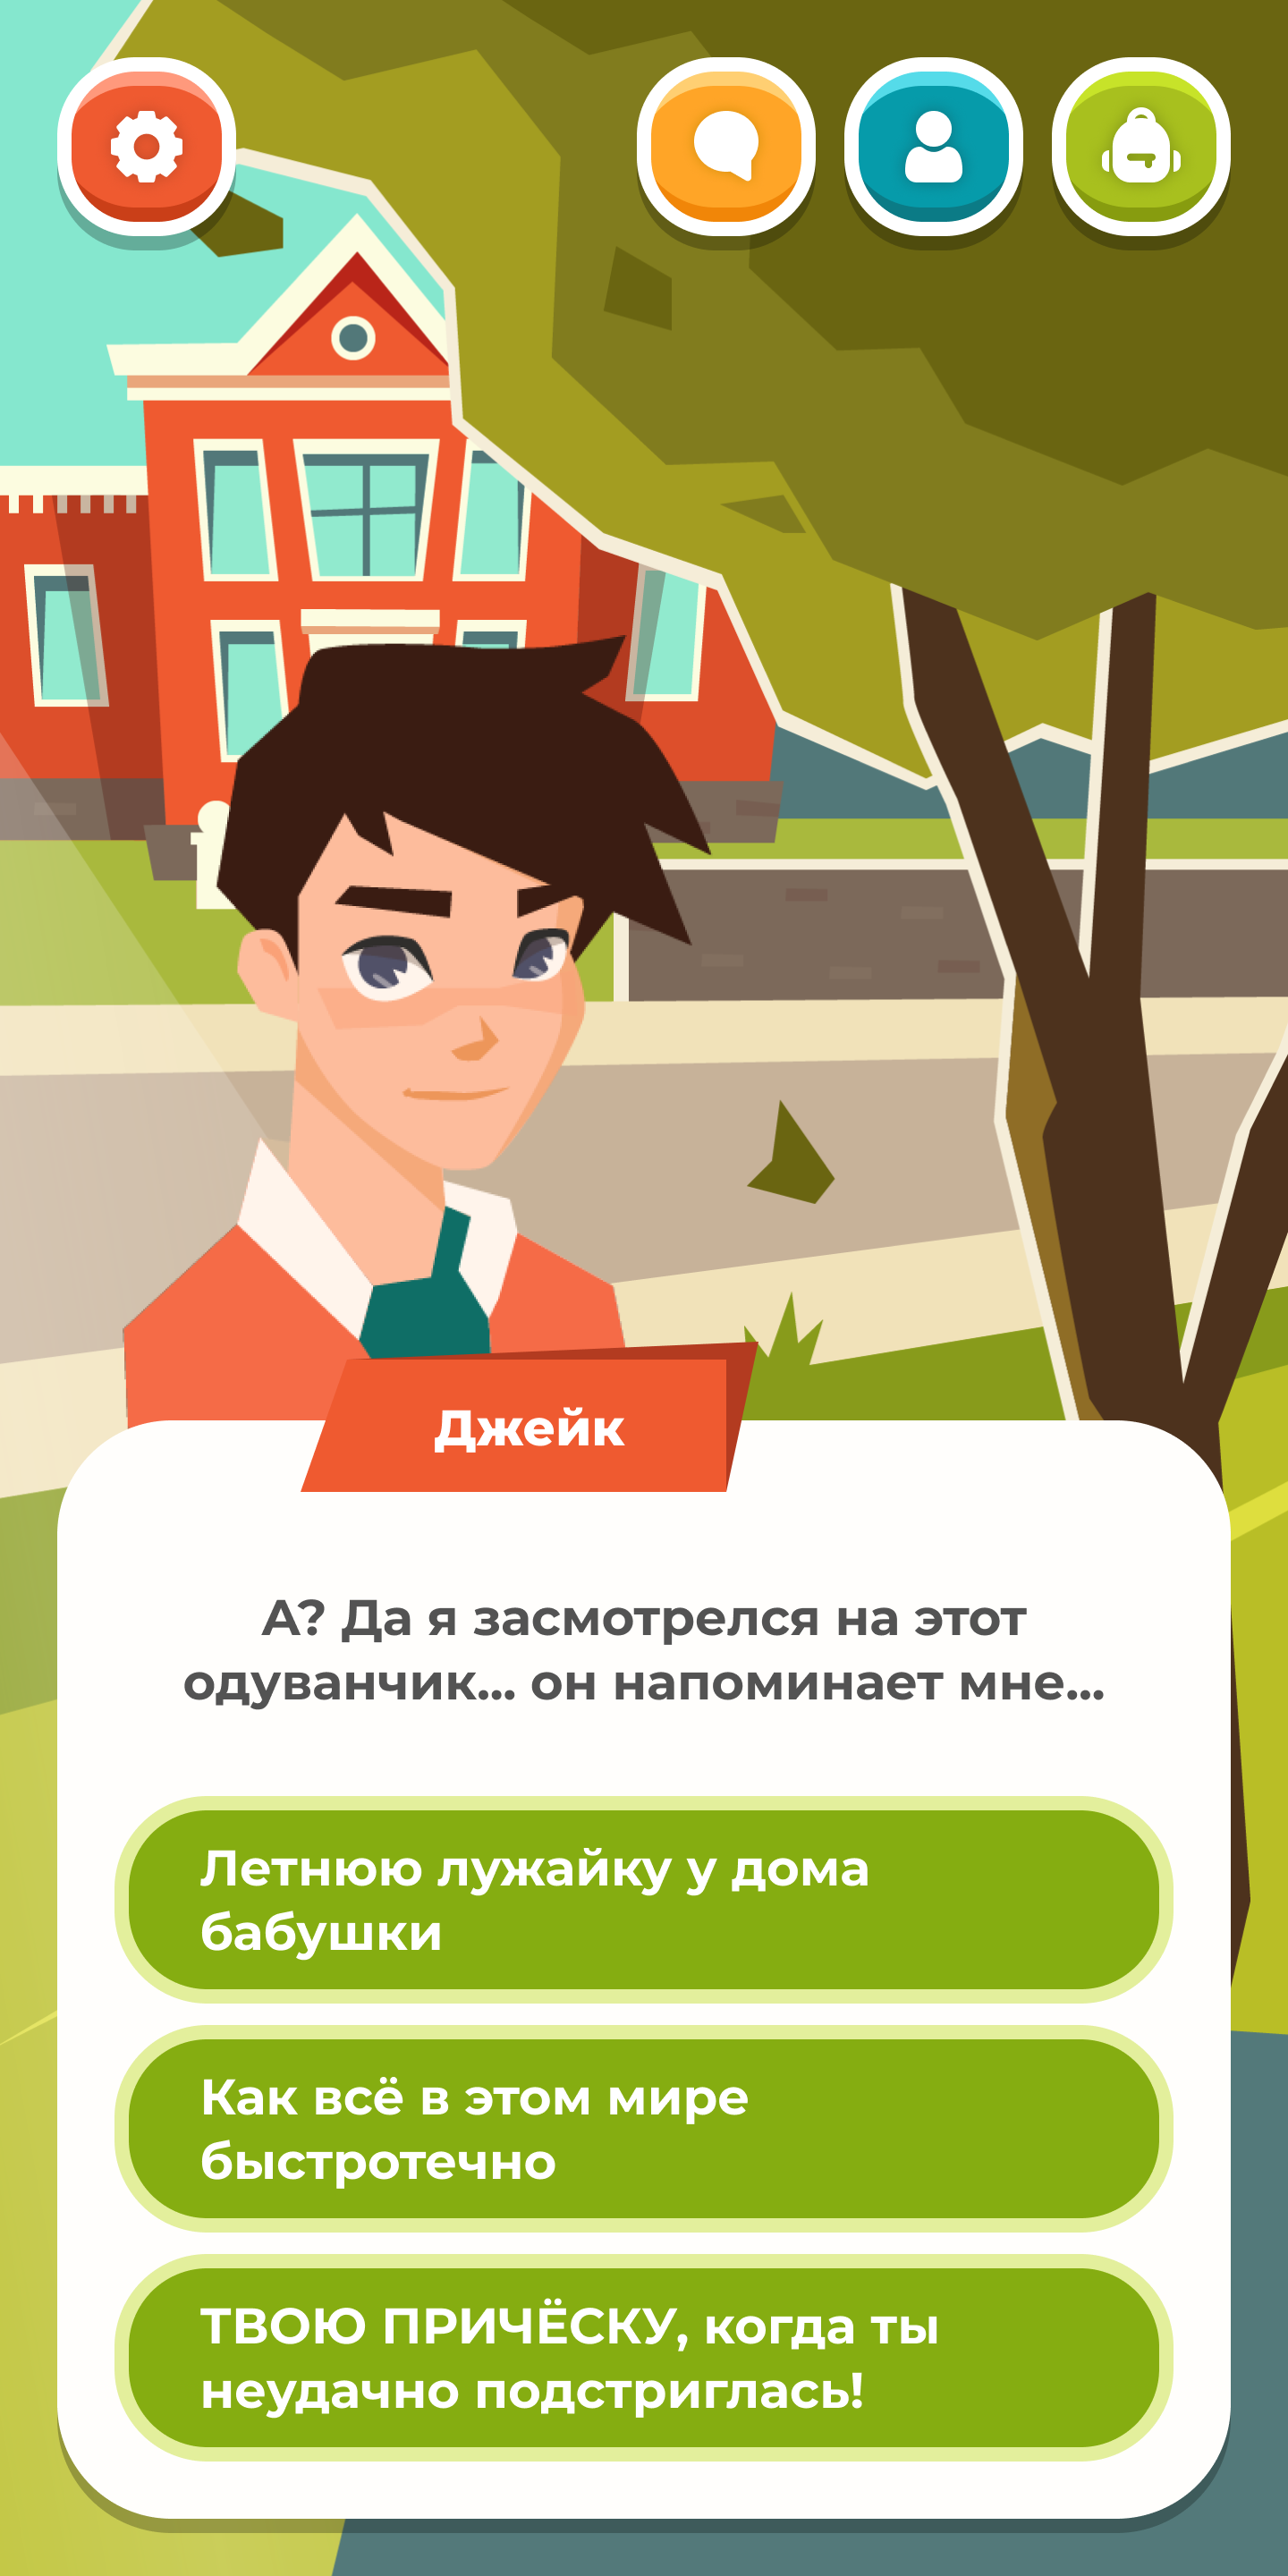 Джейк
А? Да я засмотрелся на этот
одуванчик... он напоминает мне...
Летнюю лужайку у дома
бабушки
Как всё в этом мире
быстротечно
ТВОЮ ПРИЧЁСКУ, когда ты
неудачно подстриглась!